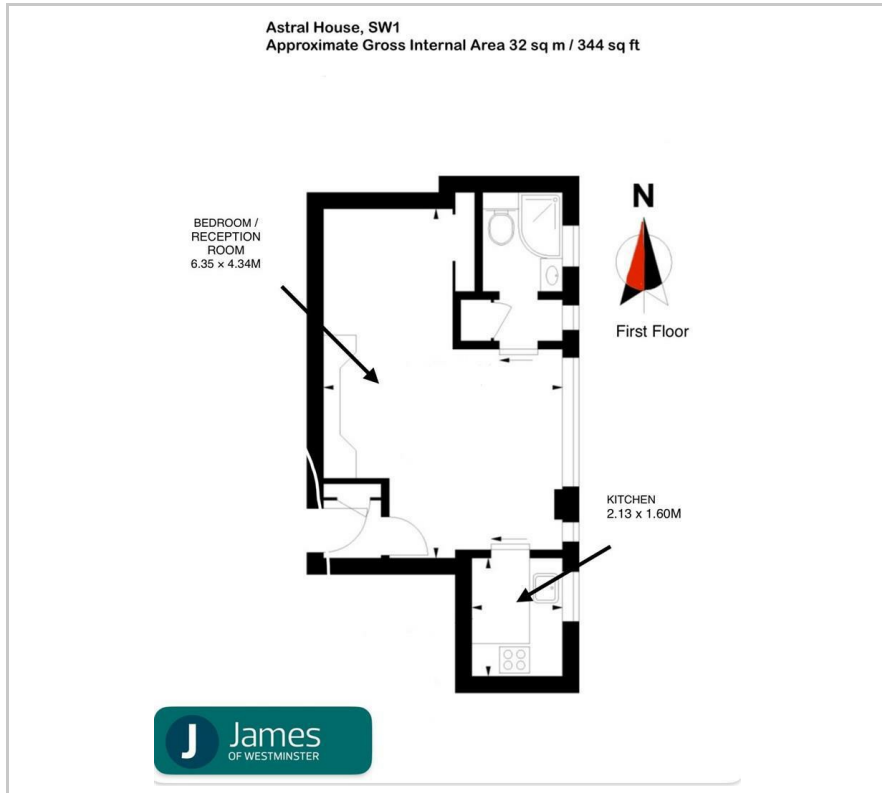 Astral House, SW1
Approximate Gross Internal Area 32 sq m / 344 sq ft
BEDROOM /
RECEPTION
ROOM
6.35 × 4.34M
N
First Floor
KITCHEN
2.13 x 1.60M
J James
OF WESTMINSTER